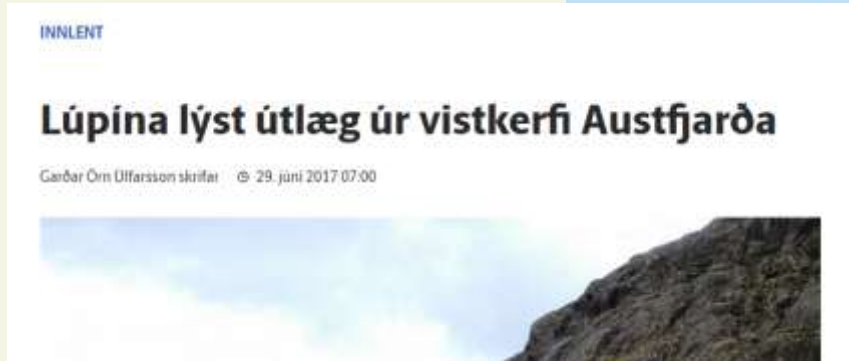 INNLENT
Lúpína lýst útlæg úr vistkerfi Austfjarða
Garðar Örn Úlfarsson skrifar 29. júní 2017 07:00